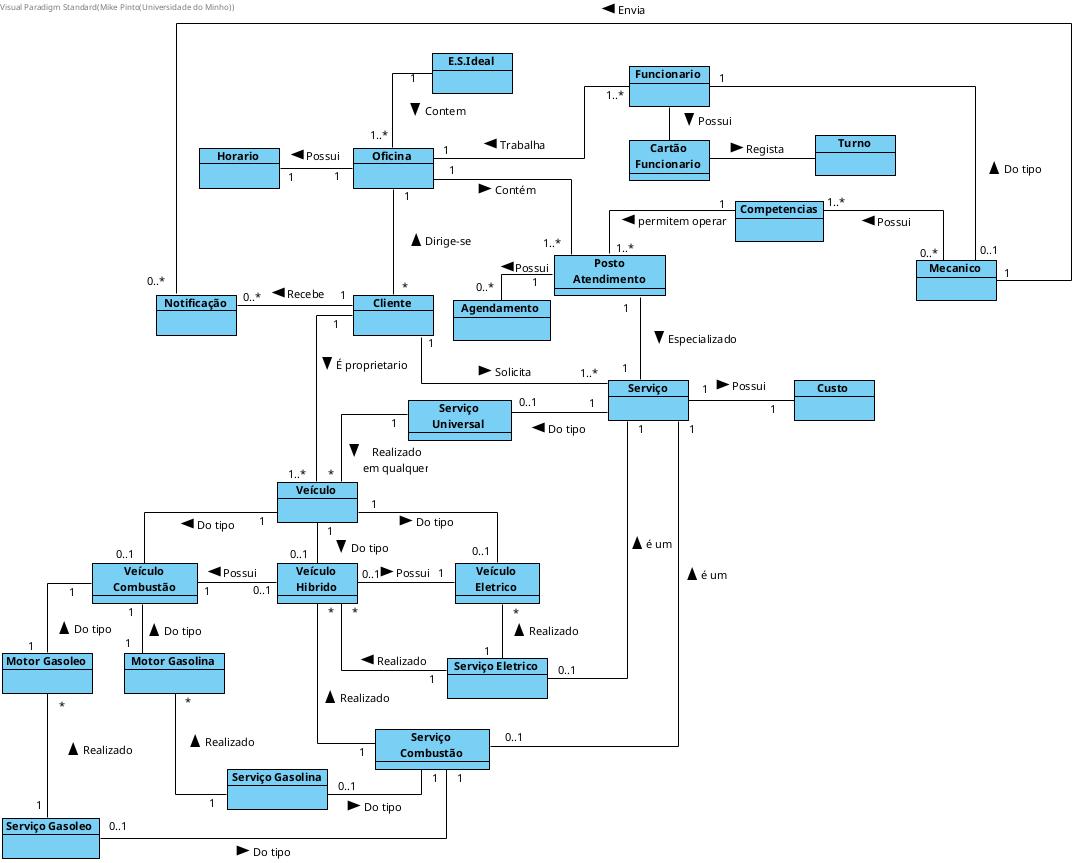 Visual Paradigm Standard(Mike Pinto(Universidade do Minho))
Envia
E.S.Ideal
1
Contem
1..*
Funcionario
1
1..*
Possui
Cartão
Funcionario
Regista
Turno
Do tipo
Horario
Possui
1
1
Oficina
1
Trabalha
1
Contém
1
Dirige-se
*
1..*
Competencias
1
permitem operar
1..*
1..*
Possui
0..*
0..1
Mecanico
1
Posto
Atendimento
Possui
1
0..*
Agendamento
1
Especializado
1
0..*
Notificação
0..*
Recebe
1
Cliente
1
É proprietario
1
Solicita
1..*
Serviço
1
Possui
1
Custo
Serviço
Universal
0..1
1
Do tipo
1
Realizado
em qualquer
1..*
*
1
1
Veículo
1
Do tipo
1
Do tipo
1
Do tipo
0..1
0..1
0..1
é um
é um
Veículo
Combustão
Possui
1
0..1
Veículo
Hibrido
0..1
Possui
1
Veículo
Eletrico
1
Do tipo
1
1
Do tipo
1
*
*
*
Realizado
1
Motor Gasoleo
Motor Gasolina
Realizado
1
Serviço Eletrico
0..1
*
*
Realizado
Realizado
Realizado
Serviço
Combustão
1
0..1
1
1
Serviço Gasolina
1
0..1
Do tipo
1
Serviço Gasoleo
0..1
Do tipo